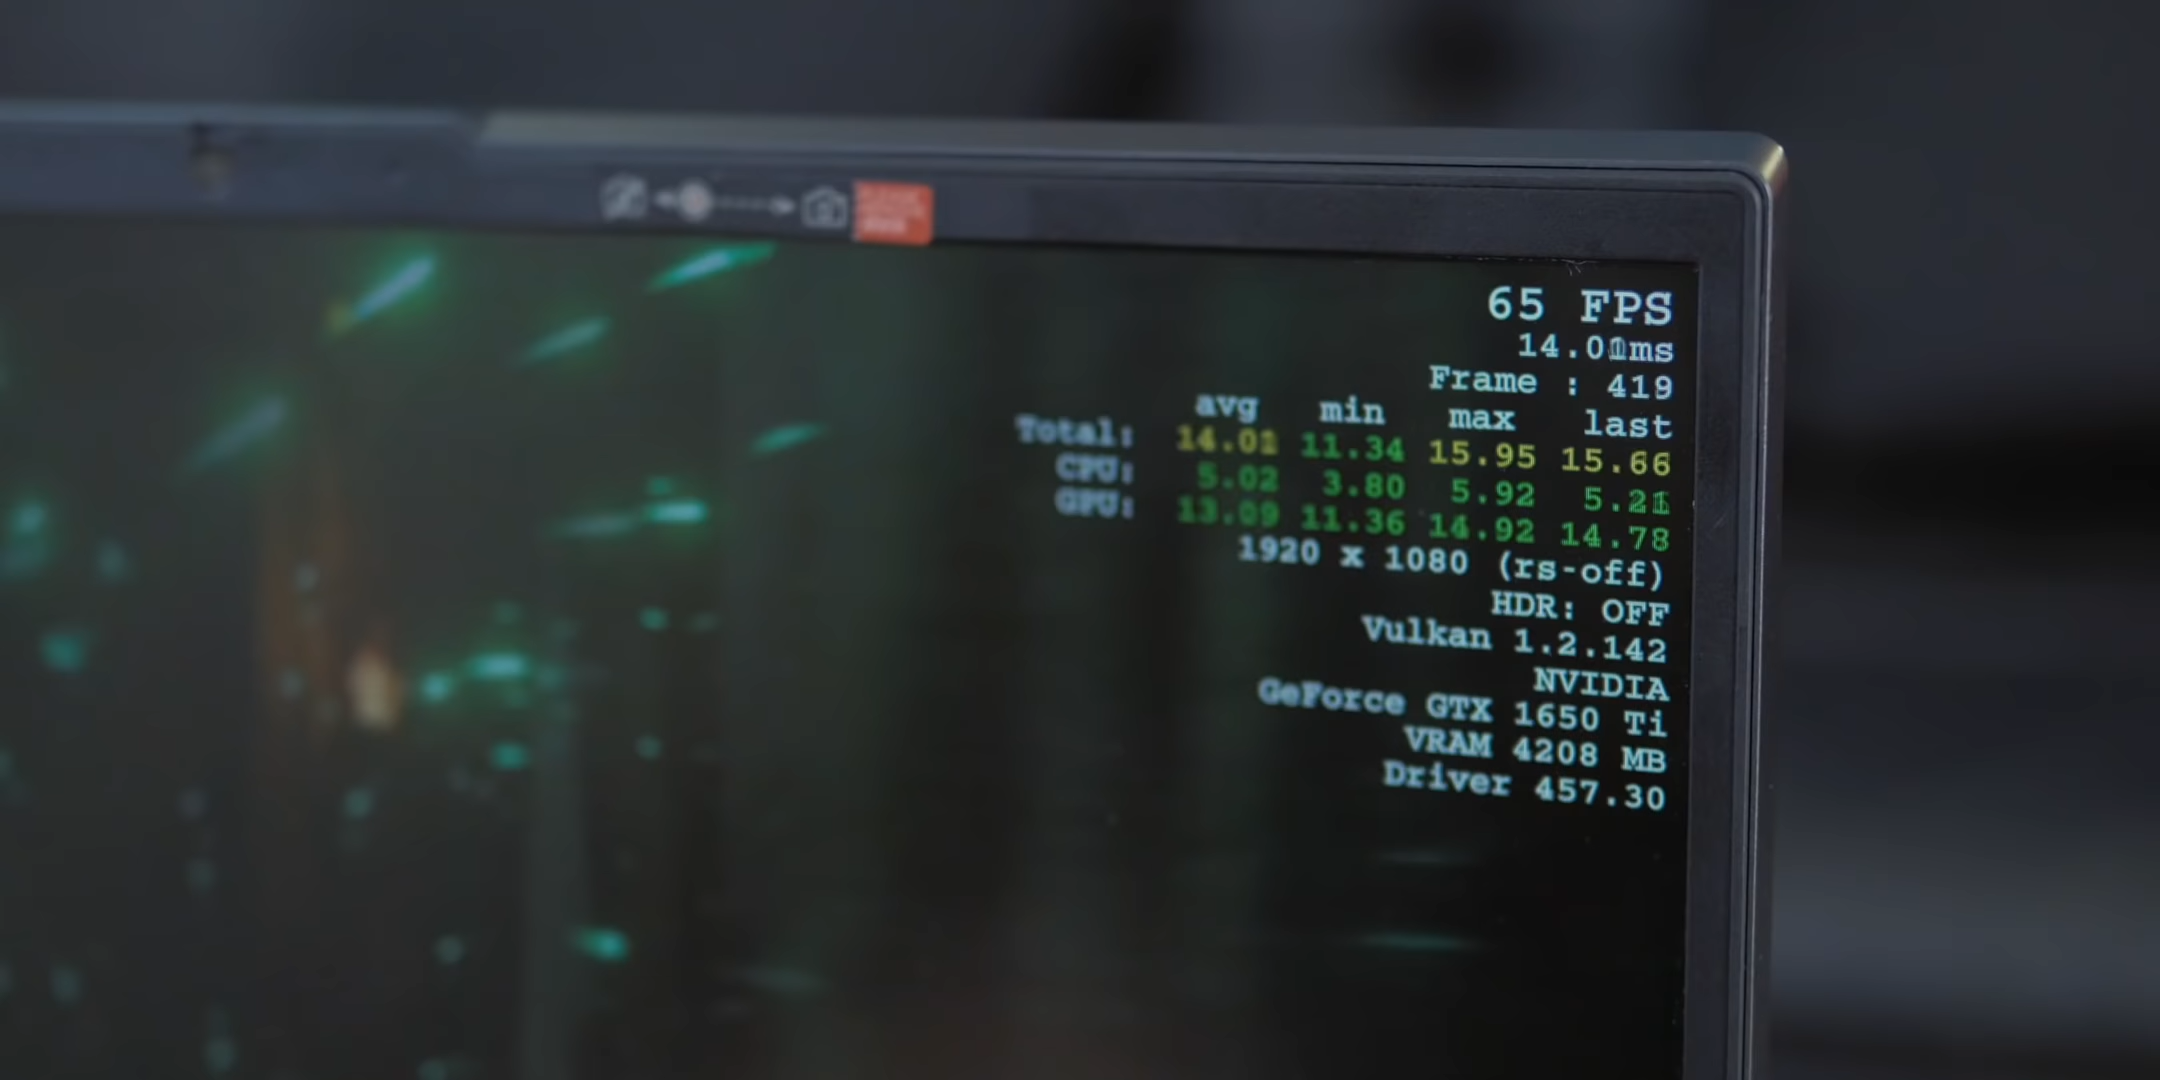 65 FPS
14.0ms
Frame : 419
avg min max last
Total: 14.01 11.34 15.95 15.66
CPU: 5.02 3.80 5.92 5.21
GPU: 13.09 11.36 14.92 14.78
1920 x 1080 (rs-off)
HDR: OFF
Vulkan 1.2.142
NVIDIA
GeForce GTX 1650 Ti
VRAM 4208 MB
Driver 457.30